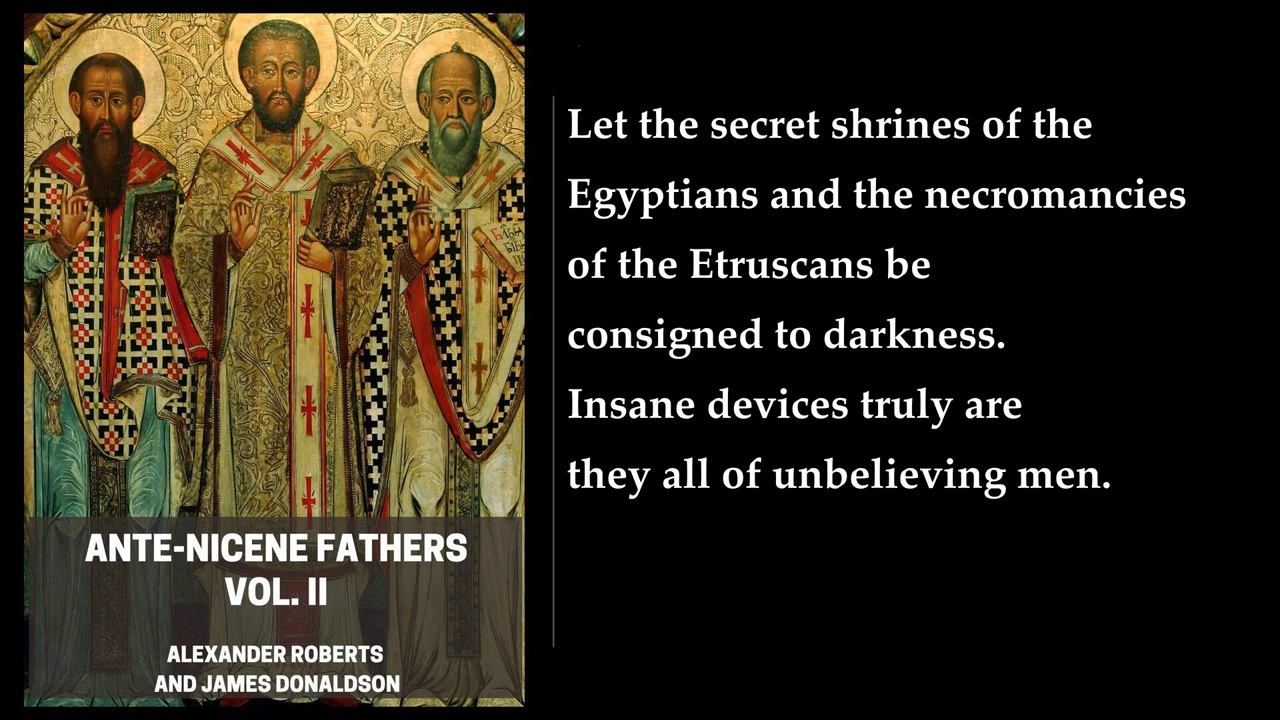 Let the secret shrines of the
Egyptians and the necromancies
of the Etruscans be
consigned to darkness.
Insane devices truly are
they all of unbelieving men.
ANTE-NICENE FATHERS
VOL. II
ALEXANDER ROBERTS
AND JAMES DONALDSON